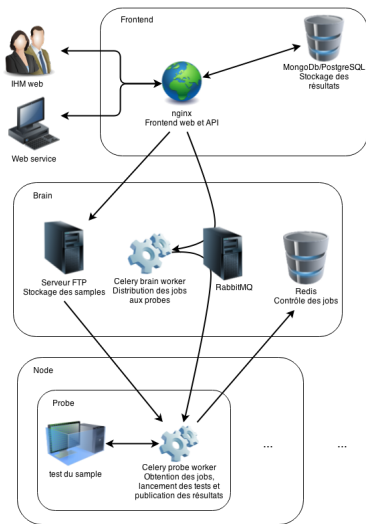 Frontend
IHM web
Web service
nginx
Frontend web et API
MongoDb/PostgreSQL
Stockage des
résultats
Brain
Serveur FTP
Stockage des samples
Celery brain worker
Distribution des jobs
aux probes
RabbitMQ
Redis
Contrôle des jobs
Node
Probe
test du sample
Celery probe worker
Obtention des jobs,
lancement des tests et
publication des résultats
...
...